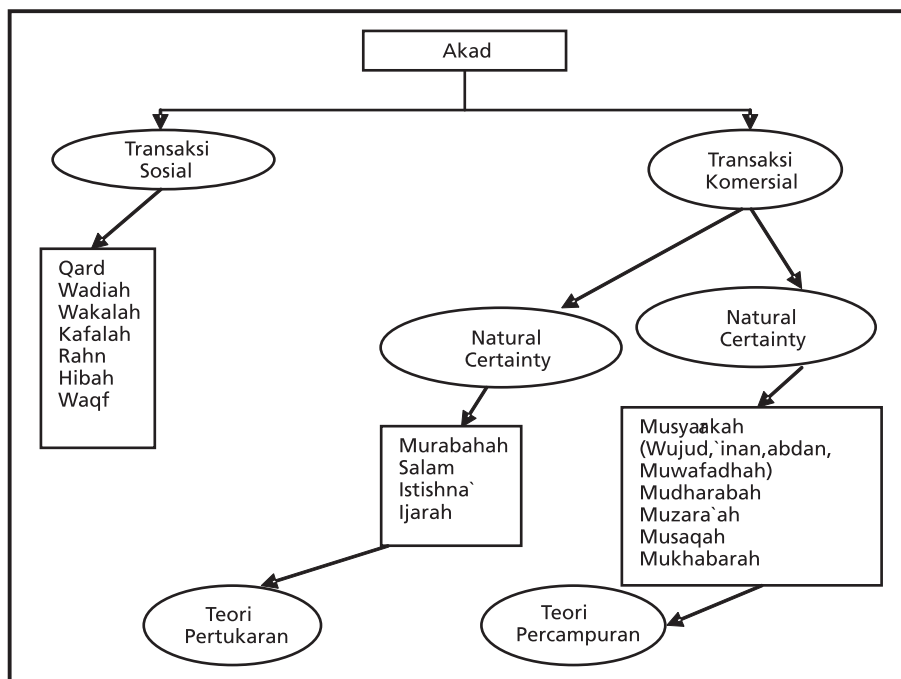 Akad
Transaksi
Sosial
Transaksi
Komersial
Qard
Wadiah
Wakalah
Kafalah
Rahn
Hibah
Waqf
Natural
Certainty
Natural
Certainty
Murabahah
Salam
Istishna`
Ijarah
Musyarakah
(Wujud,`inan,abdan,
Muwafadhah)
Mudharabah
Muzara`ah
Musaqah
Mukhabarah
Teori
Pertukaran
Teori
Percampuran